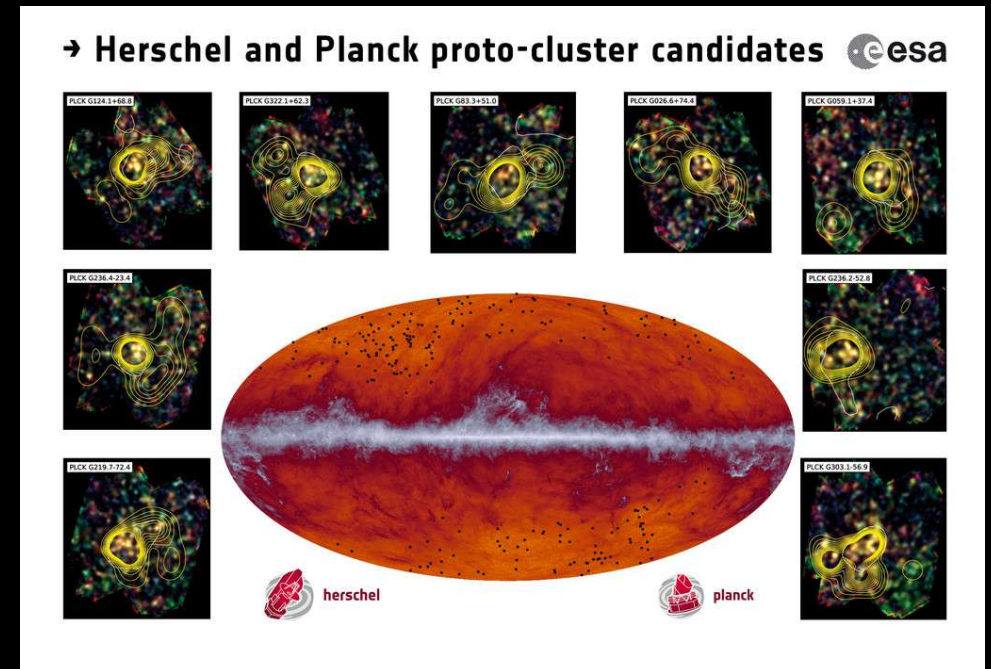 → Herschel and Planck proto-cluster candidates
esa
PLCK G124.1+68.8
PLCK G322.1+62.3
PLCK G83.3+51.0
PLCK G026.6+74.4
PLCK G059.1+37.4
PLCK G236.4-23.4
PLCK G236.2-52.8
PLCK G219.7-72.4
PLCK G303.1-56.9
herschel
planck